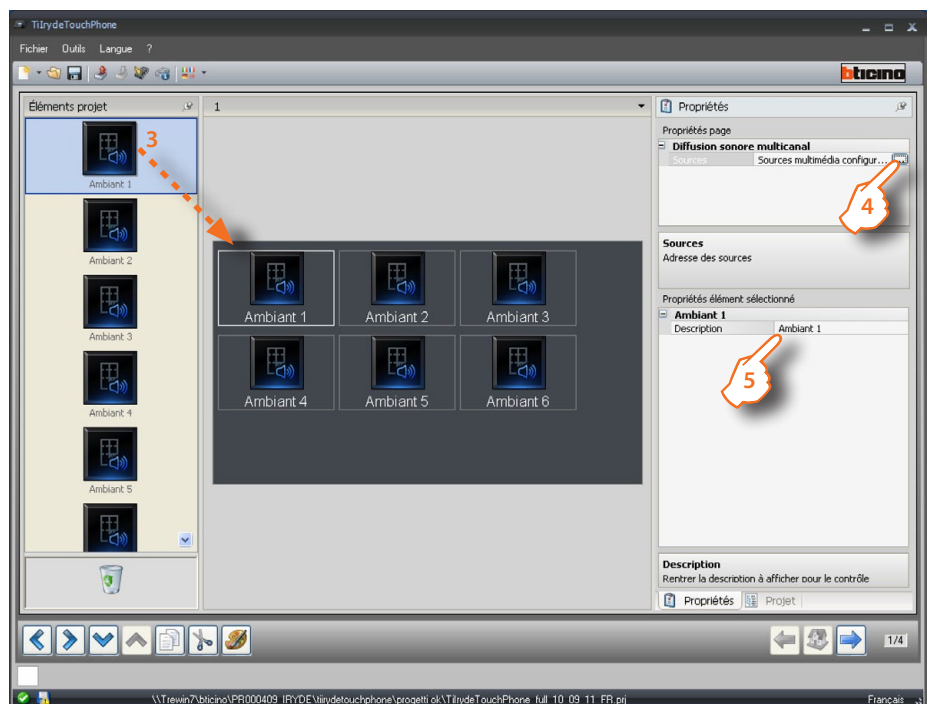 TiIrydeTouchPhone
Fichier Outils Langue ?
bticino
Éléments projet
1
Propriétés
3
Ambiant 1
Ambiant 2
Ambiant 3
Ambiant 4
Ambiant 5
Ambiant 1 Ambiant 2 Ambiant 3
Ambiant 4 Ambiant 5 Ambiant 6
Propriétés page
Diffusion sonore multicanal
Sources Sources multimédia configur... ...
4
Sources
Adresse des sources
Propriétés élément sélectionné
Ambiant 1
Description Ambiant 1
5
Description
Rentrer la description à afficher pour le contrôle
Propriétés Projet
1/4
\\Trewin7\bticino\PR000409_IRYDE\tiirydetouchphone\progetti ok\TiIrydeTouchPhone_full_10_09_11_FR.prj
Français